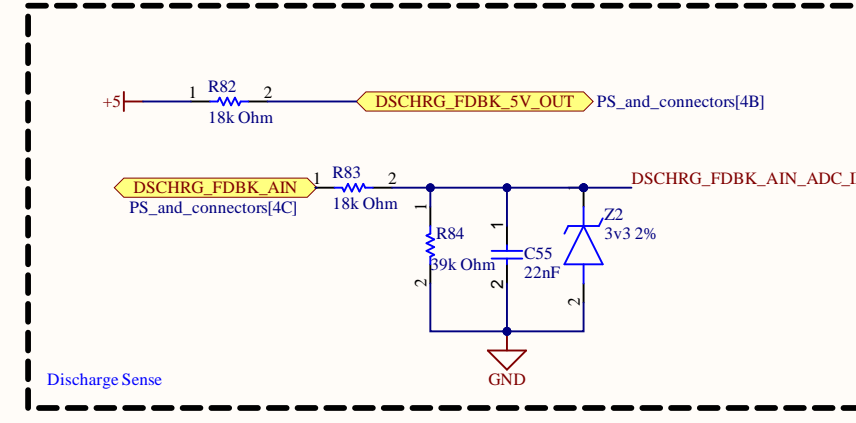 R82
1 2
+5
18k Ohm
DSCHRG_FDBK_5V_OUT
PS_and_connectors[4B]
DSCHRG_FDBK_AIN
PS_and_connectors[4C]
R83
1 2
18k Ohm
DSCHRG_FDBK_AIN_ADC_I
1
R84
39k Ohm
2
1
C55
22nF
2
Z2
3v3 2%
2
GND
Discharge Sense